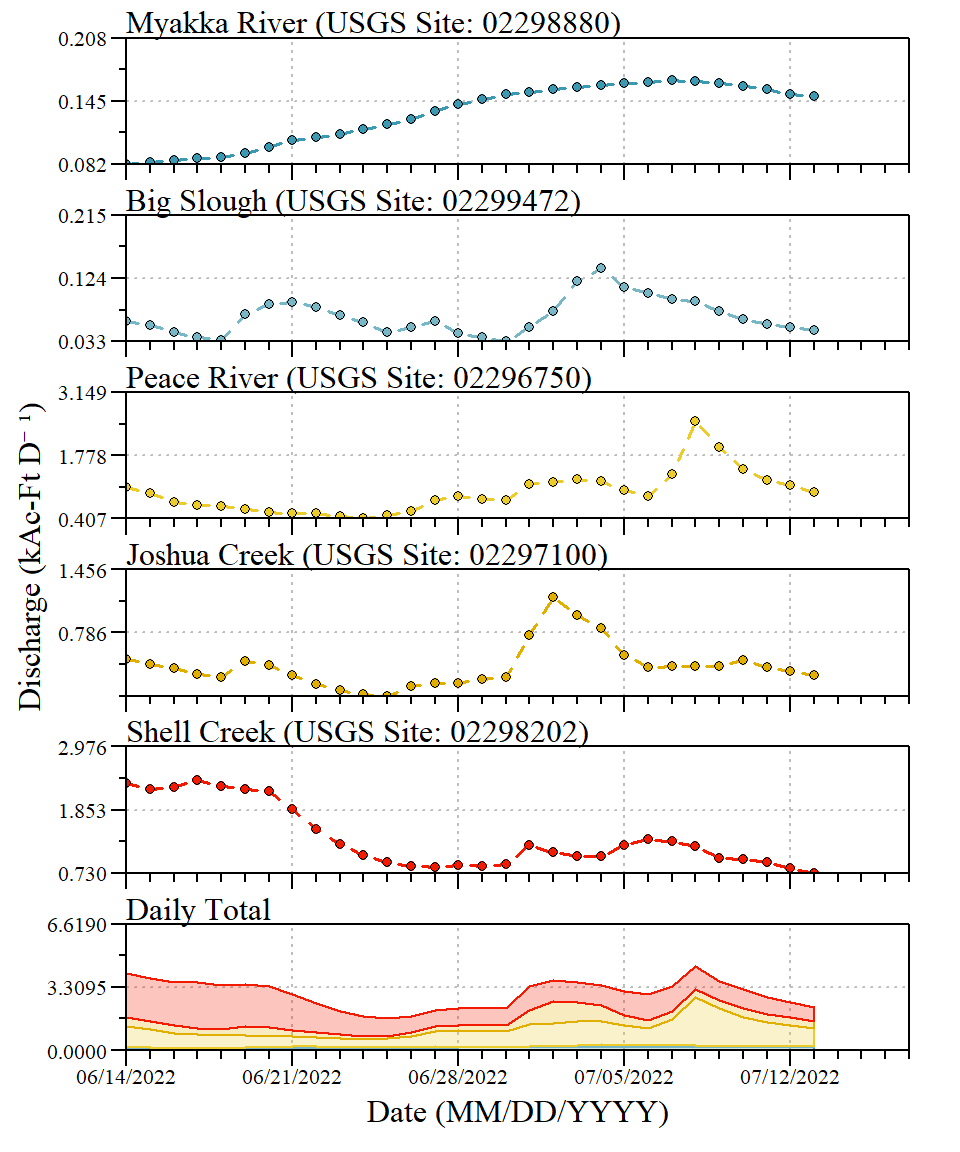 Myakka River (USGS Site: 02298880)
0.208
0.145
0.082
Big Slough (USGS Site: 02299472)
0.215
0.124
0.033
Peace River (USGS Site: 02296750)
3.149
1.778
0.407
Discharge (kAc-Ft D⁻¹)
Joshua Creek (USGS Site: 02297100)
1.456
0.786
Shell Creek (USGS Site: 02298202)
2.976
1.853
0.730
Daily Total
6.6190
3.3095
0.0000
06/14/2022 06/21/2022 06/28/2022 07/05/2022 07/12/2022
Date (MM/DD/YYYY)